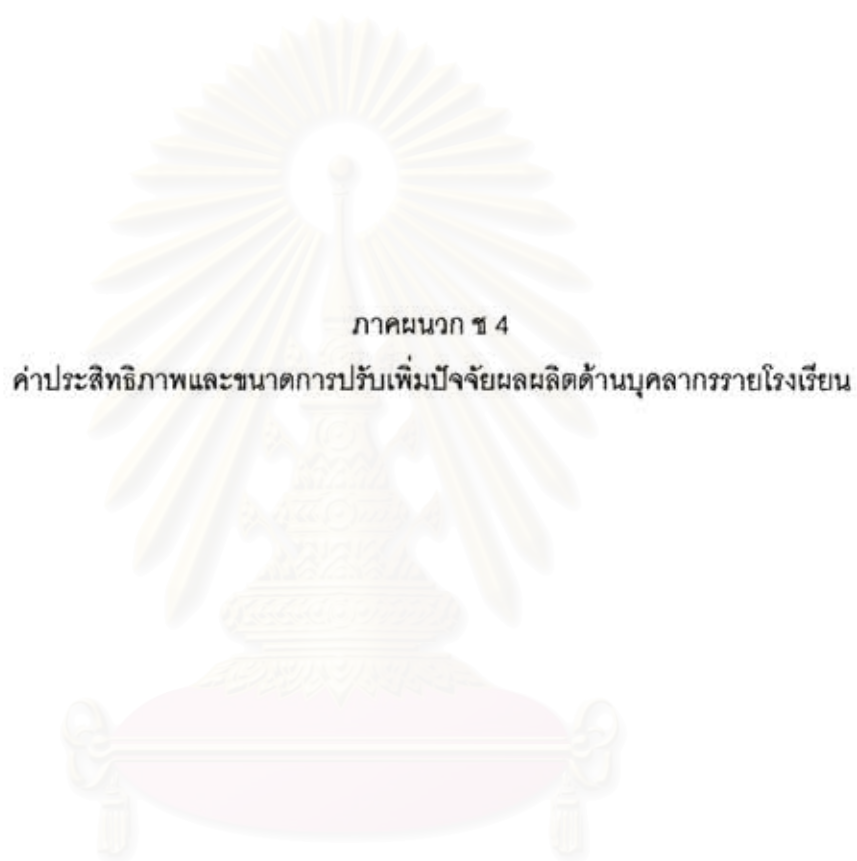 ภาคผนวก ช 4
ค่าประสิทธิภาพและขนาดการปรับเพิ่มปัจจัยผลผลิตด้านบุคลากรรายโรงเรียน